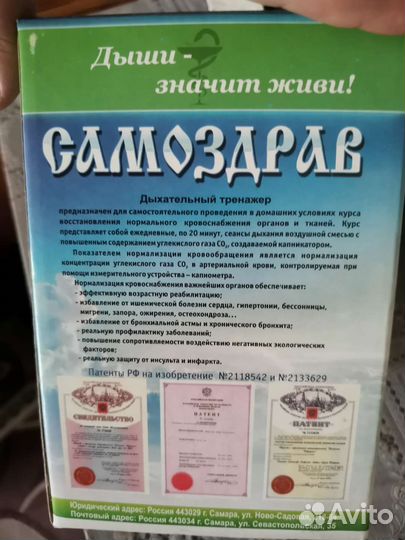 Дыши -
значит живи!
САМОЗДРАВ
Дыхательный тренажер
предназначен для самостоятельного проведения в домашних условиях курса
восстановления нормального кровоснабжения органов и тканей. Курс
представляет собой ежедневные, по 20 минут, сеансы дыхания воздушной смесью с
повышенным содержанием углекислого газа CO₂, создаваемой капникатором.
Показателем нормализации кровообращения является нормализация
концентрации углекислого газа CO₂ в артериальной крови, контролируемая при
помощи измерительного устройства – капнометра.
Нормализация кровоснабжения важнейших органов обеспечивает:
- эффективную возрастную реабилитацию;
- избавление от ишемической болезни сердца, гипертонии, бессонницы,
мигрени, запора, ожирения, остеохондроза...
- избавление от бронхиальной астмы и хронического бронхита;
- реальную профилактику заболеваний;
- повышение сопротивляемости воздействию негативных экологических
факторов;
- реальную защиту от инсульта и инфаркта.
Патенты РФ на изобретение №2118542 и №2133629
СВИДЕТЕЛЬСТВО
ПАТЕНТ
ПАТЕНТ
Юридический адрес: Россия 443029 г. Самара, ул. Ново-Садовая
Почтовый адрес: Россия 443034 г. Самара, ул. Севастопольская, 35
Avito